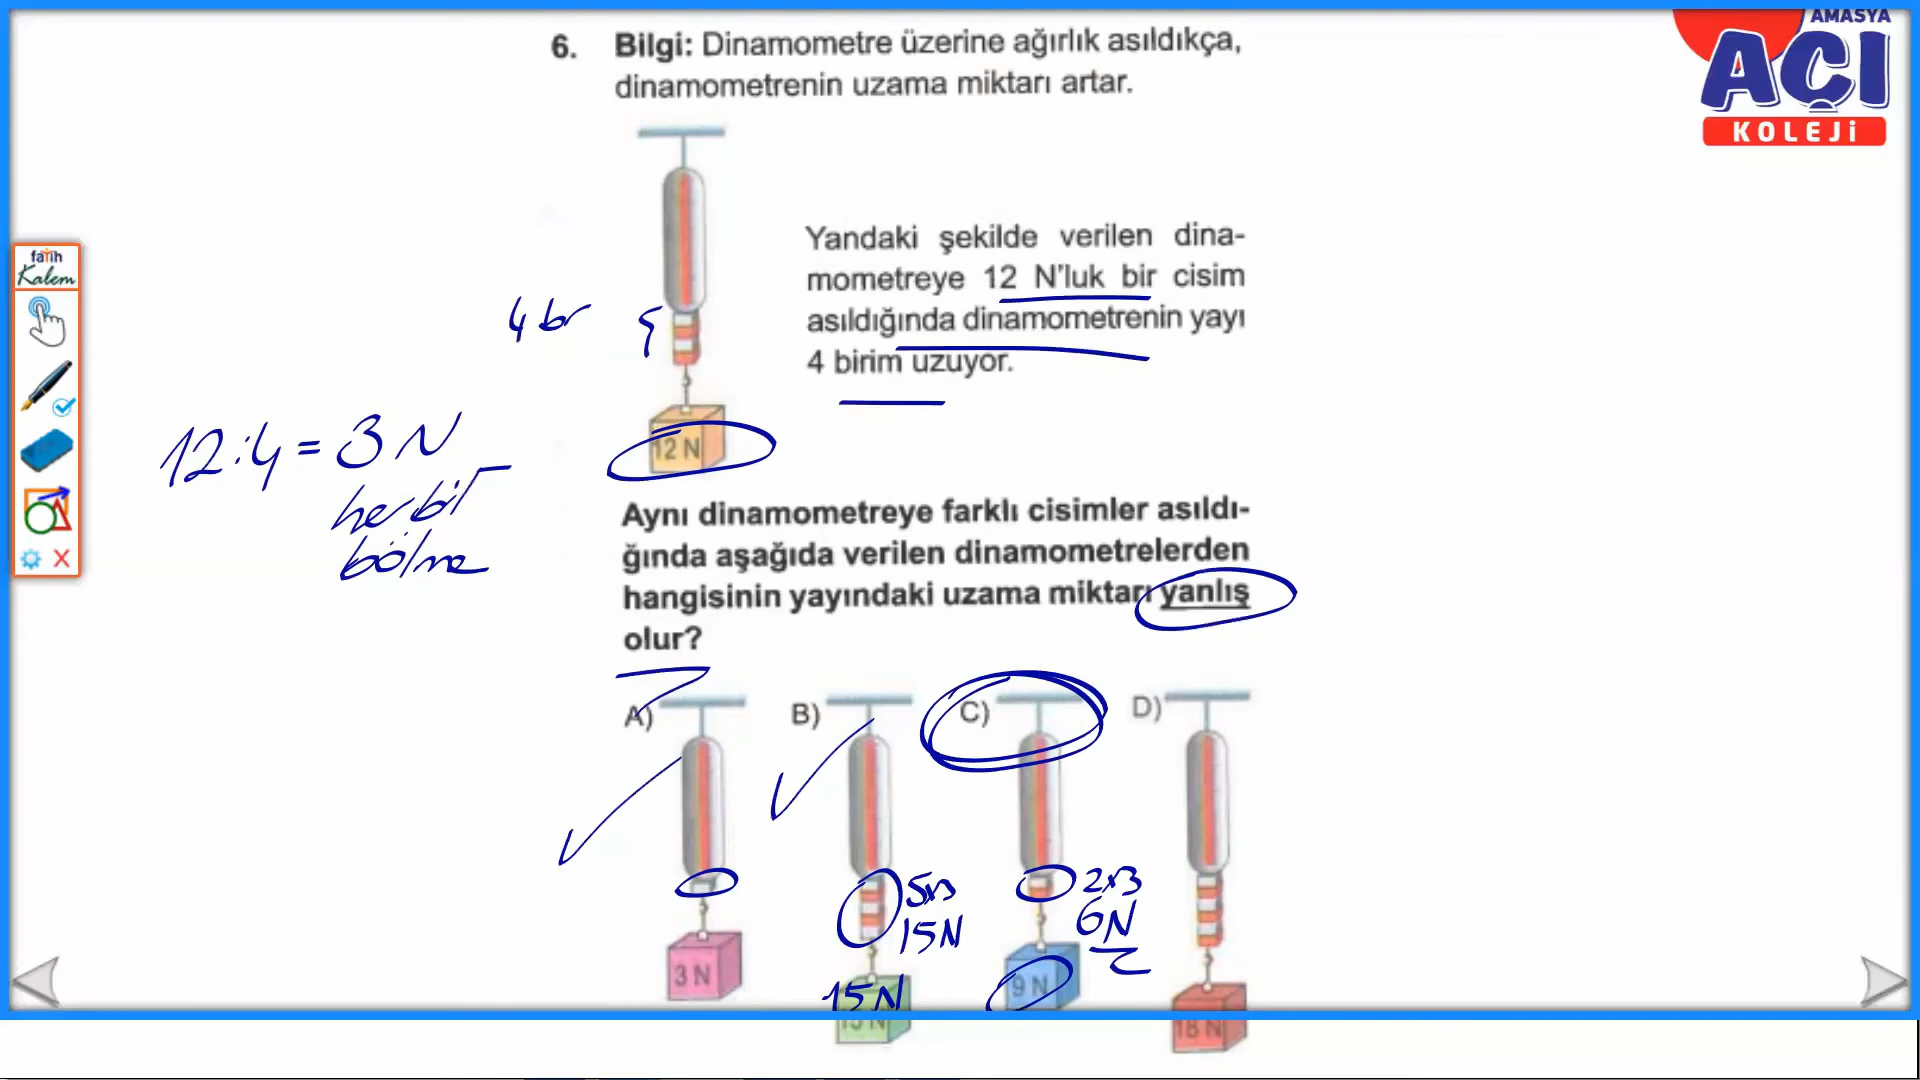 AMASYA
AÇI
KOLEJİ
6. Bilgi: Dinamometre üzerine ağırlık asıldıkça,
dinamometrenin uzama miktarı artar.
fatih
Kalem
Yandaki şekilde verilen dina-
mometreye 12 N'luk bir cisim
asıldığında dinamometrenin yayı
4 birim uzuyor.
4 br
12 N
12:4=3N
her bir
bölme
Aynı dinamometreye farklı cisimler asıldı-
ğında aşağıda verilen dinamometrelerden
hangisinin yayındaki uzama miktarı yanlış
olur?
A) B) C) D)
5x3
15N
2x3
6N
3 N
15N
15 N
9 N
18 N